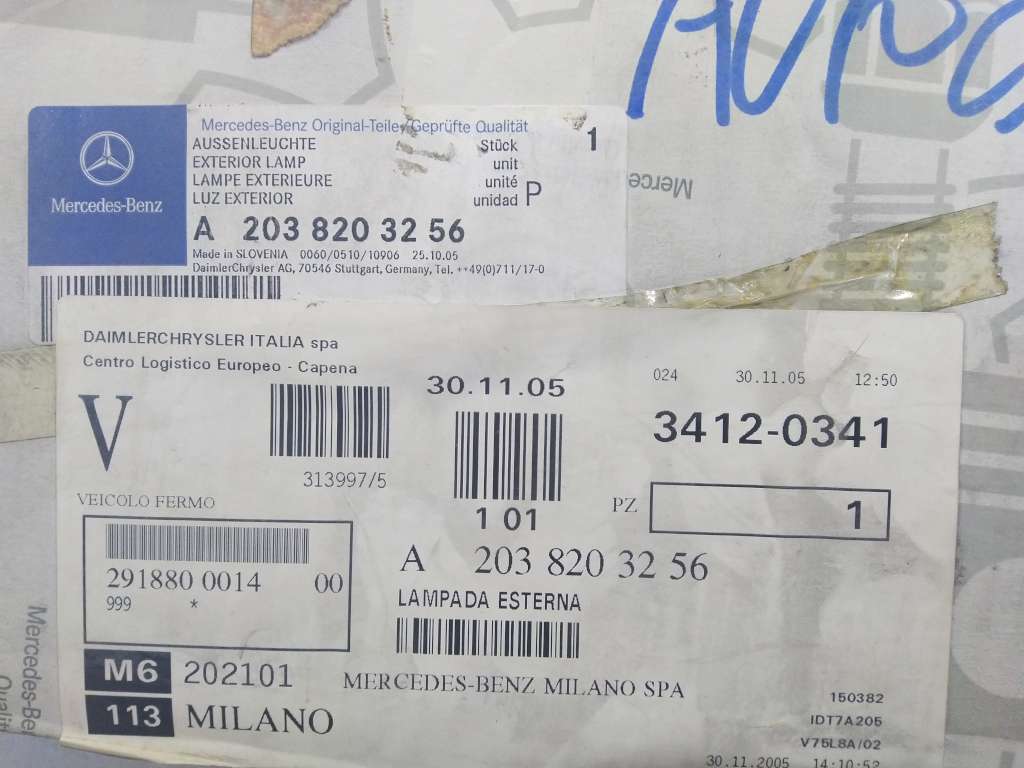 AUDC
Mercedes-Benz
Mercedes-Benz Original-Teile/Geprüfte Qualität
AUSSENLEUCHTE Stück 1
EXTERIOR LAMP unit
LAMPE EXTERIEURE unité P
LUZ EXTERIOR unidad
A 203 820 32 56
Made in SLOVENIA 0060/0510/10906 25.10.05
DaimlerChrysler AG, 70546 Stuttgart, Germany, Tel. ++49(0)711/17-0
Merce
DAIMLERCHRYSLER ITALIA spa
Centro Logistico Europeo - Capena
V
313997/5
30.11.05
1 01
024 30.11.05 12:50
3412-0341
PZ 1
VEICOLO FERMO
291880 0014 00
999 *
A 203 820 32 56
LAMPADA ESTERNA
M6 202101
113 MILANO
MERCEDES-BENZ MILANO SPA
150382
IDT7A205
V75L8A/02
30.11.2005 14:10:52
Mercedes-Be
Qualit